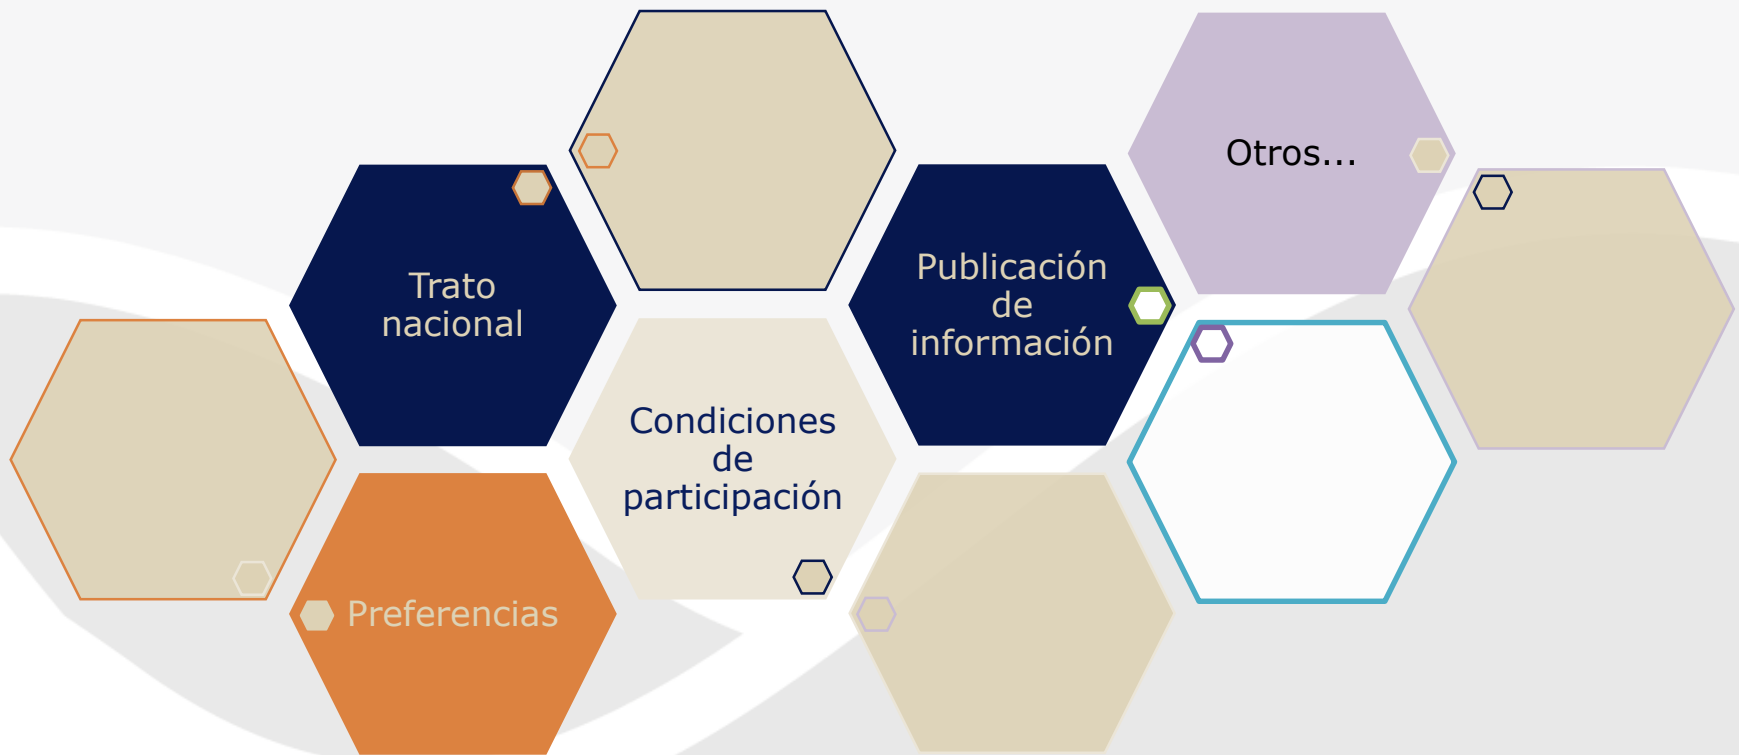 Trato
nacional
Preferencias
Condiciones
de
participación
Publicación
de
información
Otros...